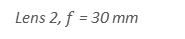 Lens 2, f = 30 mm